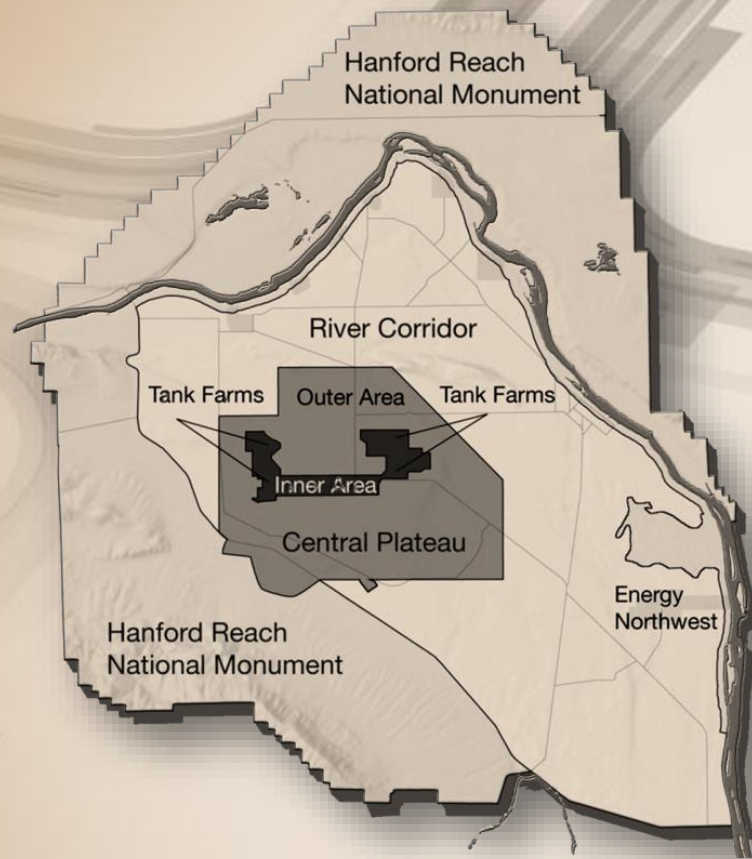 Hanford Reach
National Monument
River Corridor
Tank Farms
Outer Area
Tank Farms
Inner Area
Central Plateau
Energy
Northwest
Hanford Reach
National Monument